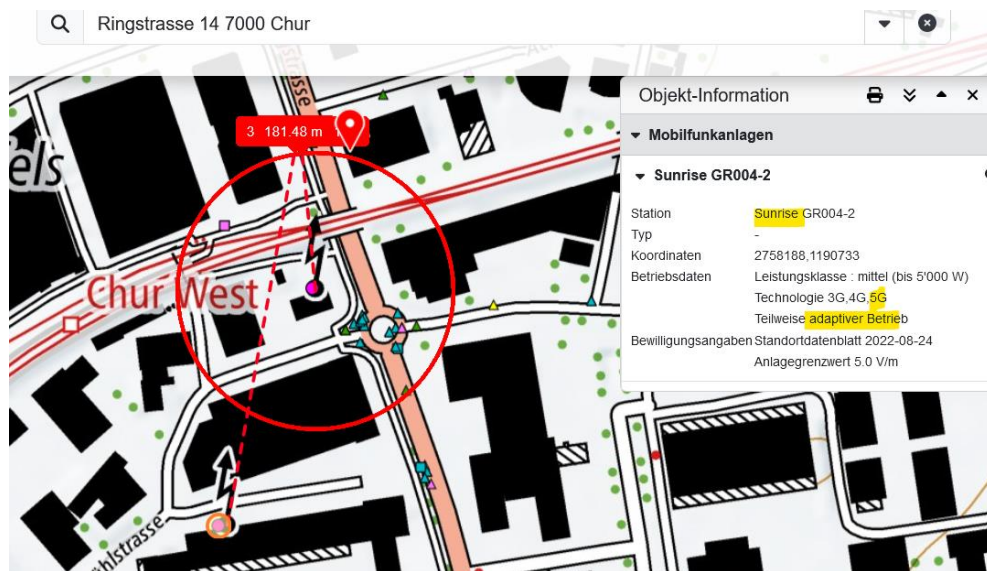 Ringstrasse 14 7000 Chur
Objekt-Information
Mobilfunkanlagen
Sunrise GR004-2
Station Sunrise GR004-2
Typ -
Koordinaten 2758188,1190733
Betriebsdaten Leistungsklasse : mittel (bis 5'000 W)
Technologie 3G,4G,5G
Teilweise adaptiver Betrieb
Bewilligungsangaben Standortdatenblatt 2022-08-24
Anlagegrenzwert 5.0 V/m
sse
3 181.48 m
els
Chur West
hlstrasse